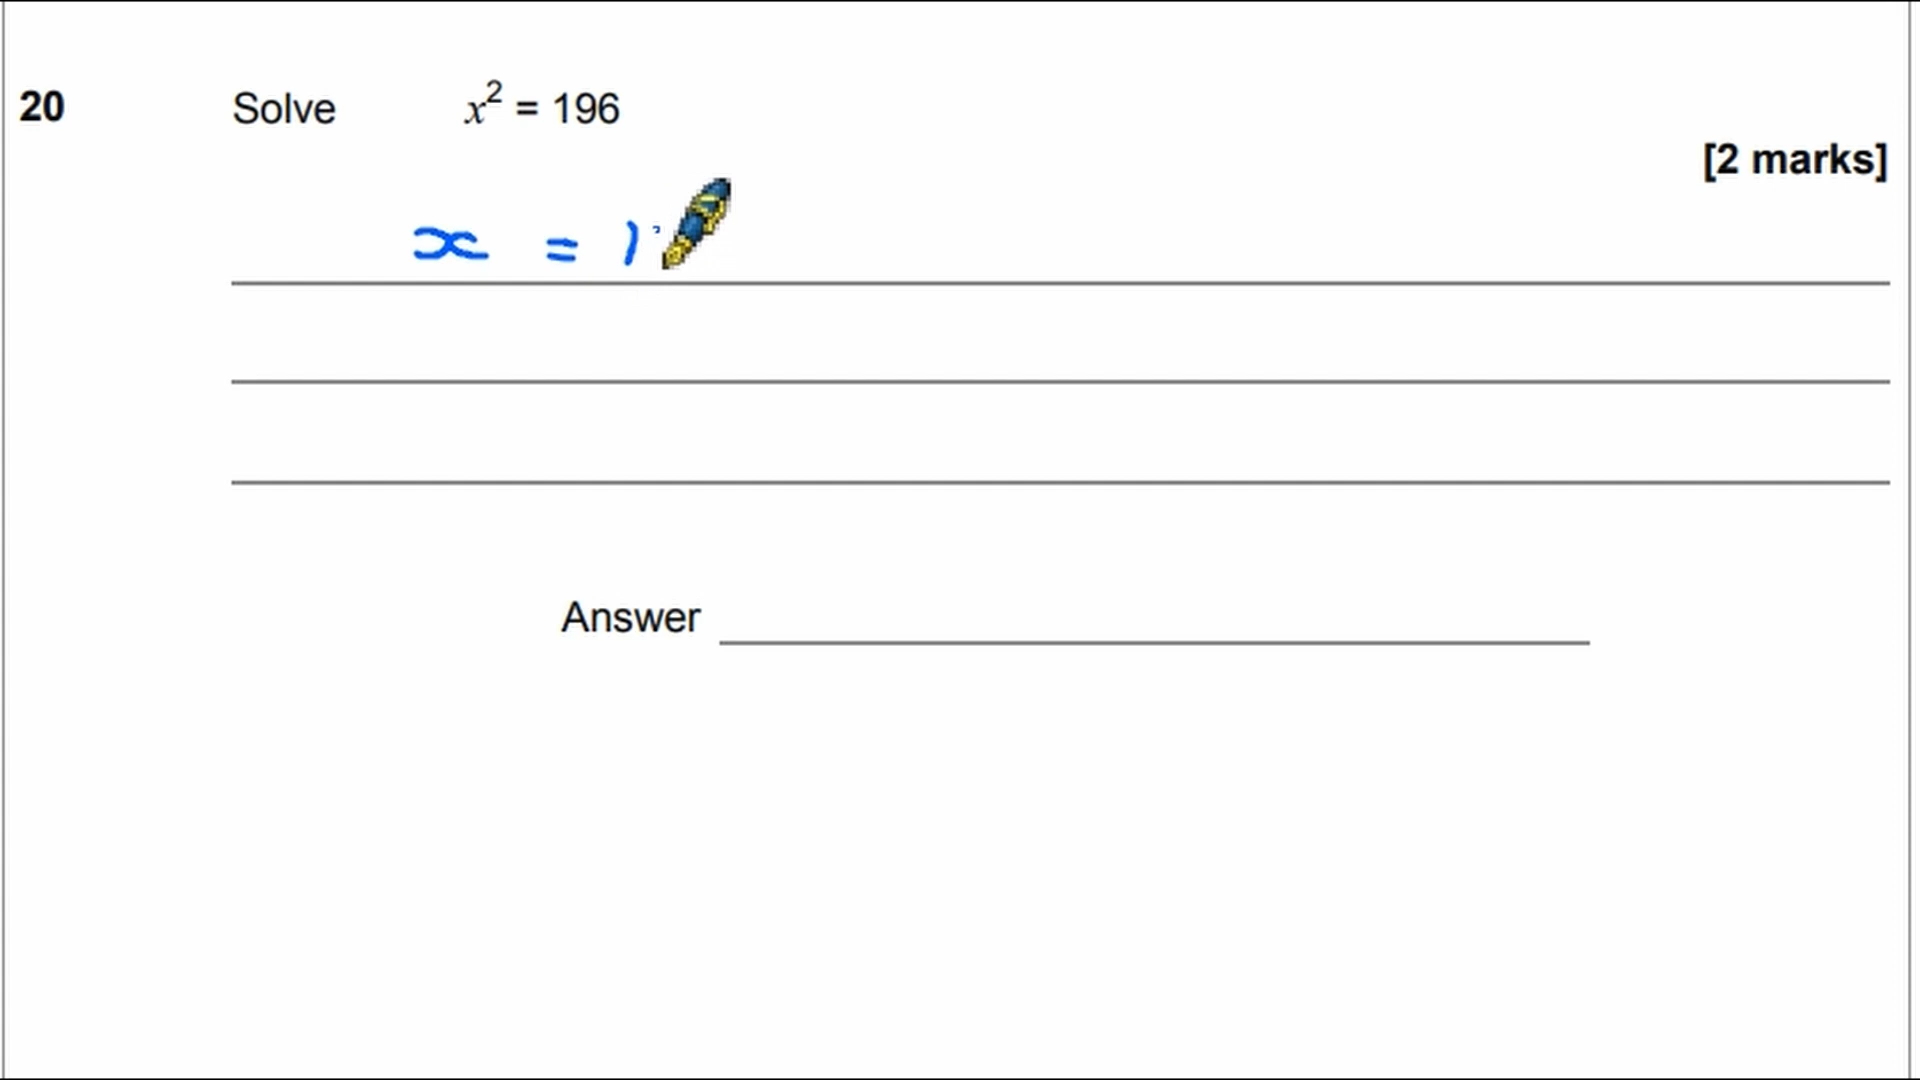 20 Solve x² = 196
[2 marks]
x = 1
Answer